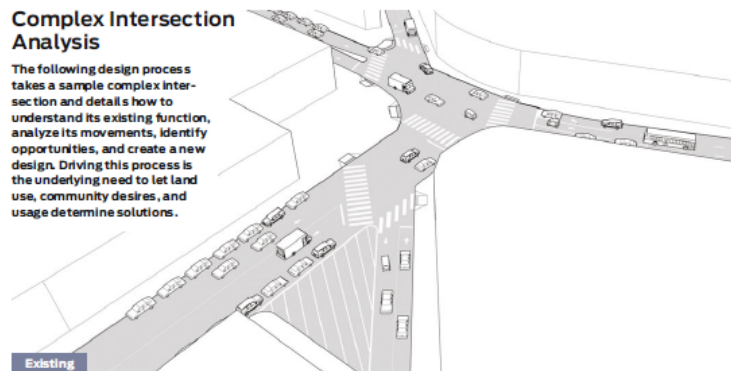 Complex Intersection
Analysis
The following design process
takes a sample complex inter-
section and details how to
understand its existing function,
analyze its movements, identify
opportunities, and create a new
design. Driving this process is
the underlying need to let land
use, community desires, and
usage determine solutions.
Existing